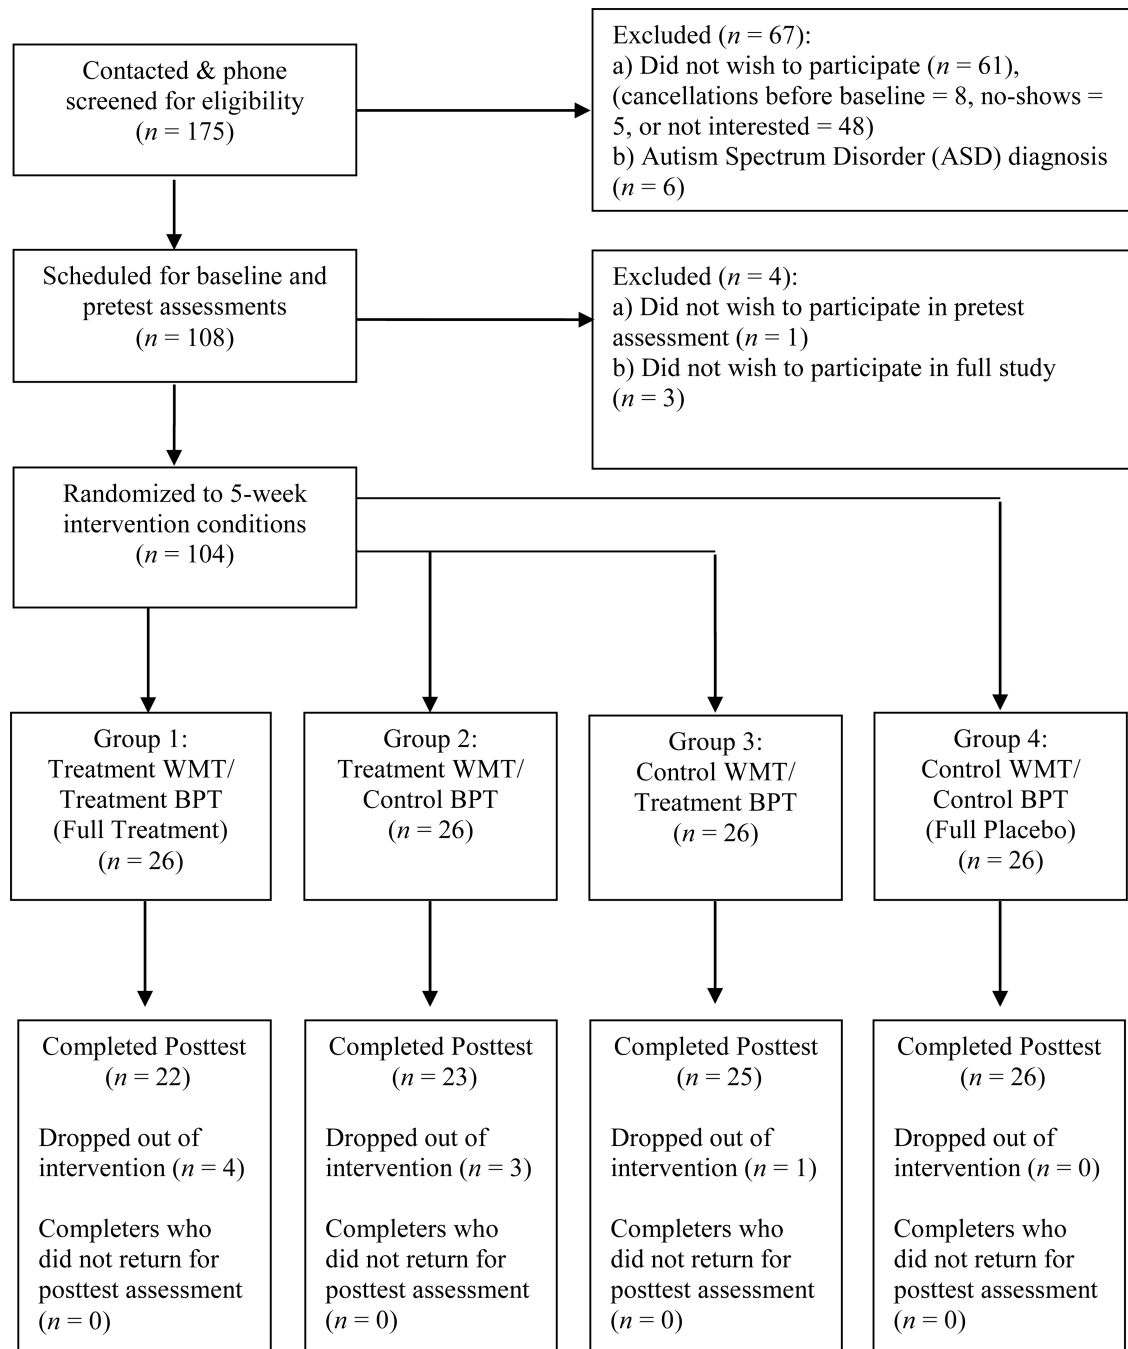 Contacted & phone
screened for eligibility
(n = 175)
Excluded (n = 67):
a) Did not wish to participate (n = 61),
(cancellations before baseline = 8, no-shows =
5, or not interested = 48)
b) Autism Spectrum Disorder (ASD) diagnosis
(n = 6)
Scheduled for baseline and
pretest assessments
(n = 108)
Excluded (n = 4):
a) Did not wish to participate in pretest
assessment (n = 1)
b) Did not wish to participate in full study
(n = 3)
Randomized to 5-week
intervention conditions
(n = 104)
Group 1:
Treatment WMT/
Treatment BPT
(Full Treatment)
(n = 26)
Group 2:
Treatment WMT/
Control BPT
(n = 26)
Group 3:
Control WMT/
Treatment BPT
(n = 26)
Group 4:
Control WMT/
Control BPT
(Full Placebo)
(n = 26)
Completed Posttest
(n = 22)
Dropped out of
intervention (n = 4)
Completers who
did not return for
posttest assessment
(n = 0)
Completed Posttest
(n = 23)
Dropped out of
intervention (n = 3)
Completers who
did not return for
posttest assessment
(n = 0)
Completed Posttest
(n = 25)
Dropped out of
intervention (n = 1)
Completers who
did not return for
posttest assessment
(n = 0)
Completed Posttest
(n = 26)
Dropped out of
intervention (n = 0)
Completers who
did not return for
posttest assessment
(n = 0)